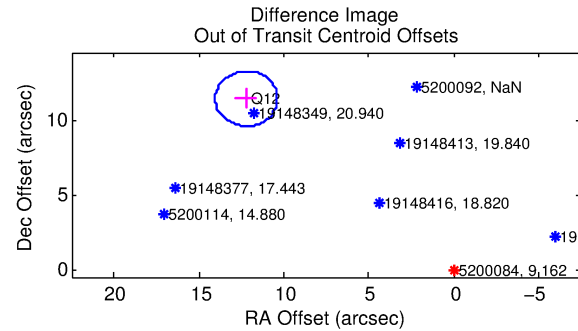 Difference Image
Out of Transit Centroid Offsets
5200092, NaN
Q12
19148349, 20.940
10
19148413, 19.840
19148377, 17.443
19148416, 18.820
5
5200114, 14.880
19
0
5200084, 9.162
20
15
10
5
0
−5
Dec Offset (arcsec)
RA Offset (arcsec)